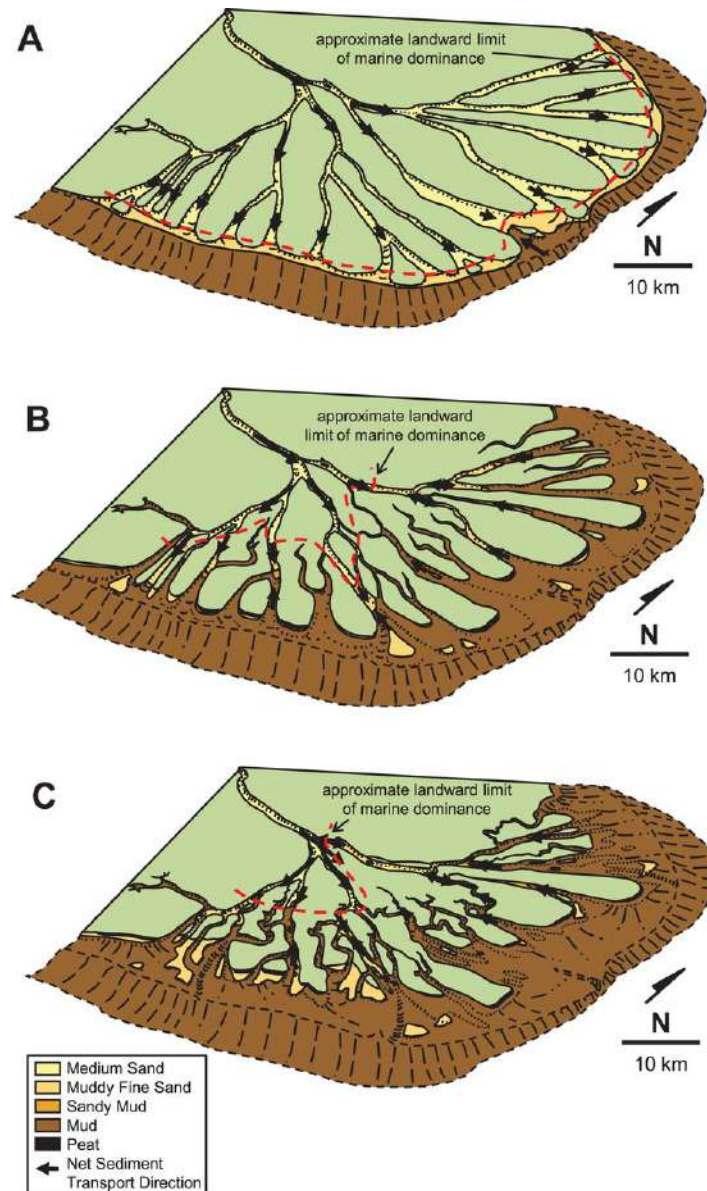 A
approximate landward limit
of marine dominance
N
10 km
B
approximate landward
limit of marine dominance
N
10 km
C
approximate landward limit
of marine dominance
N
10 km
Medium Sand
Muddy Fine Sand
Sandy Mud
Mud
Peat
Net Sediment
Transport Direction